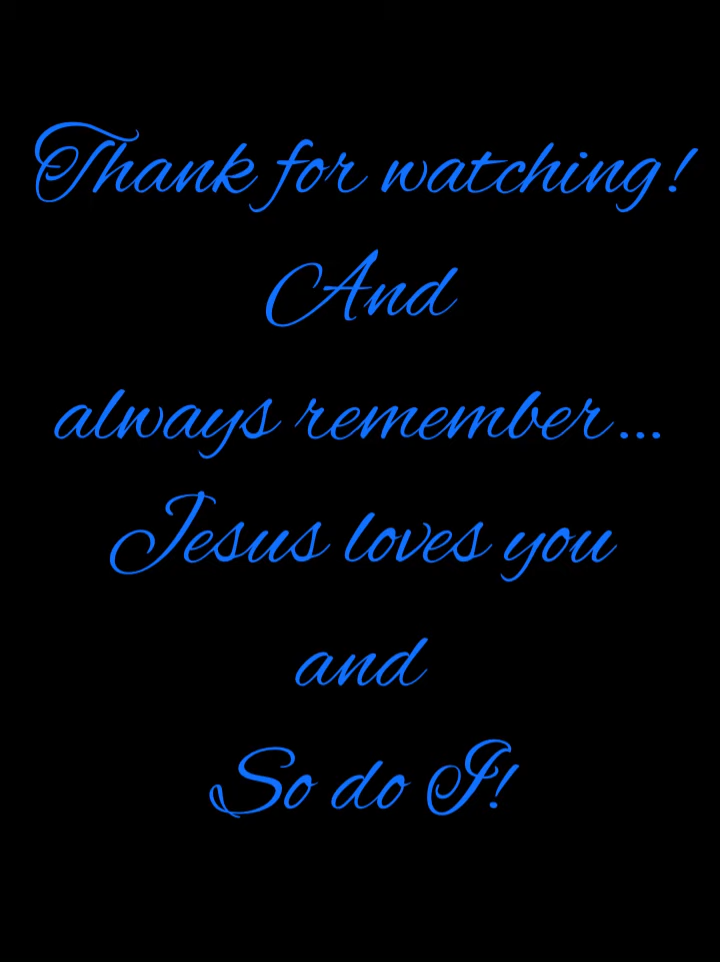 Thank for watching!
And
always remember...
Jesus loves you
and
So do I!